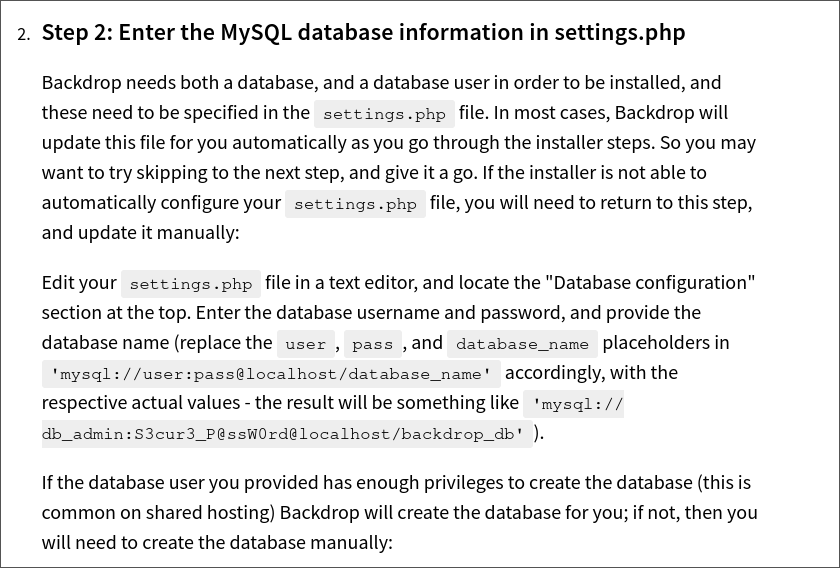 2. Step 2: Enter the MySQL database information in settings.php
Backdrop needs both a database, and a database user in order to be installed, and
these need to be specified in the settings.php file. In most cases, Backdrop will
update this file for you automatically as you go through the installer steps. So you may
want to try skipping to the next step, and give it a go. If the installer is not able to
automatically configure your settings.php file, you will need to return to this step,
and update it manually:
Edit your settings.php file in a text editor, and locate the "Database configuration"
section at the top. Enter the database username and password, and provide the
database name (replace the user, pass, and database_name placeholders in
'mysql://user:pass@localhost/database_name' accordingly, with the
respective actual values - the result will be something like 'mysql://
db_admin:S3cur3_P@ssW0rd@localhost/backdrop_db').
If the database user you provided has enough privileges to create the database (this is
common on shared hosting) Backdrop will create the database for you; if not, then you
will need to create the database manually: